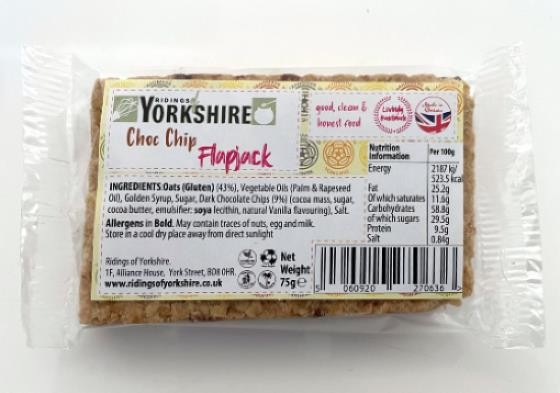 RIDINGS
YORKSHIRE
Choc Chip
Flapjack
good, clean &
honest food
Lovingly
Handmade
Made in
Britain
INGREDIENTS:Oats (Gluten) (43%), Vegetable Oils (Palm & Rapeseed
Oil), Golden Syrup, Sugar, Dark Chocolate Chips (9%) (cocoa mass, sugar,
cocoa butter, emulsifier: soya lecithin, natural Vanilla flavouring), Salt.
Allergens in Bold. May contain traces of nuts, egg and milk.
Store in a cool dry place away from direct sunlight
Ridings of Yorkshire.
1F, Alliance House, York Street, BD8 0HR.
www.ridingsofyorkshire.co.uk
Net
Weight
75g e
Nutrition
Information
Per 100g
Energy 2187 kj/
523.5kcal
Fat 25.2g
Of which saturates 11.6g
Carbohydrates 58.8g
of which sugars 29.5g
Protein 9.5g
Salt 0.84g
5 060920 270636 >